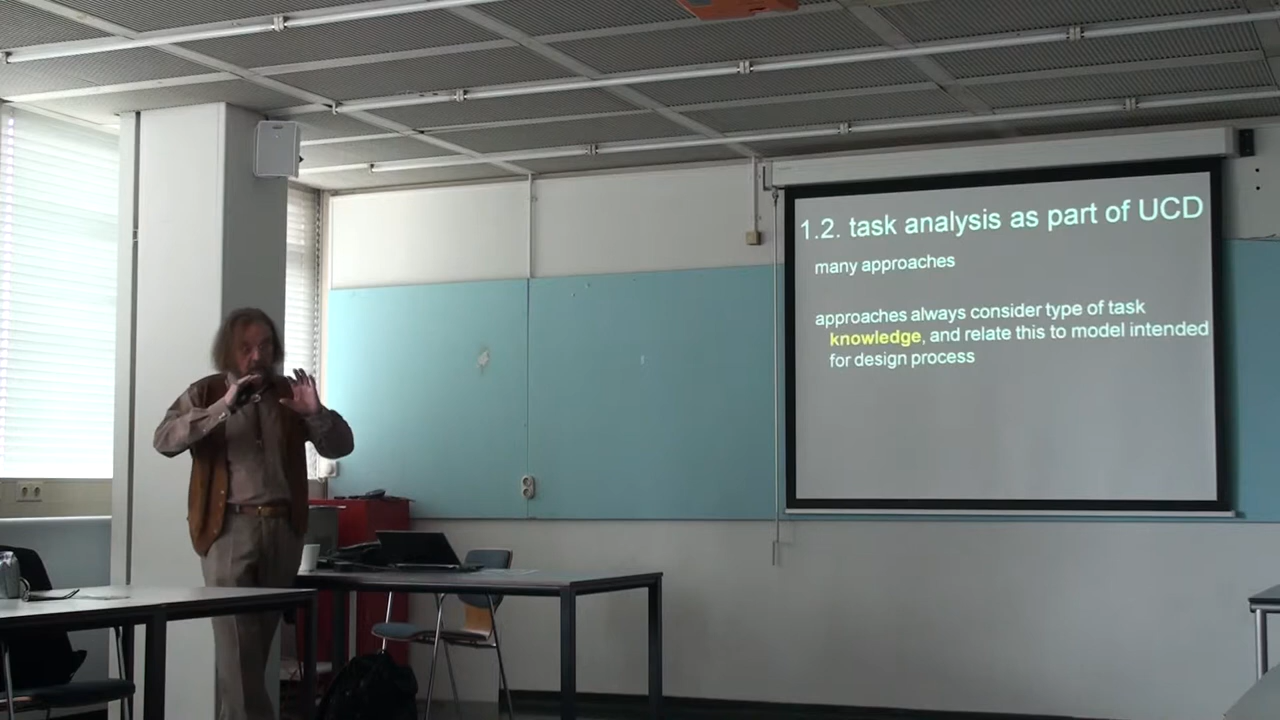 1.2. task analysis as part of UCD
many approaches
approaches always consider type of task
knowledge, and relate this to model intended
for design process